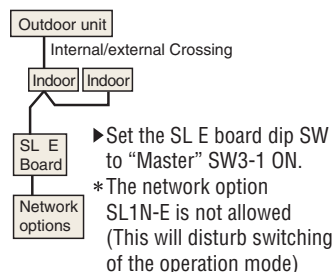 Outdoor unit
Internal/external Crossing
Indoor Indoor
SL E
Board
Network
options
▶Set the SL E board dip SW
to “Master” SW3-1 ON.
*The network option
SL1N-E is not allowed
(This will disturb switching
of the operation mode)